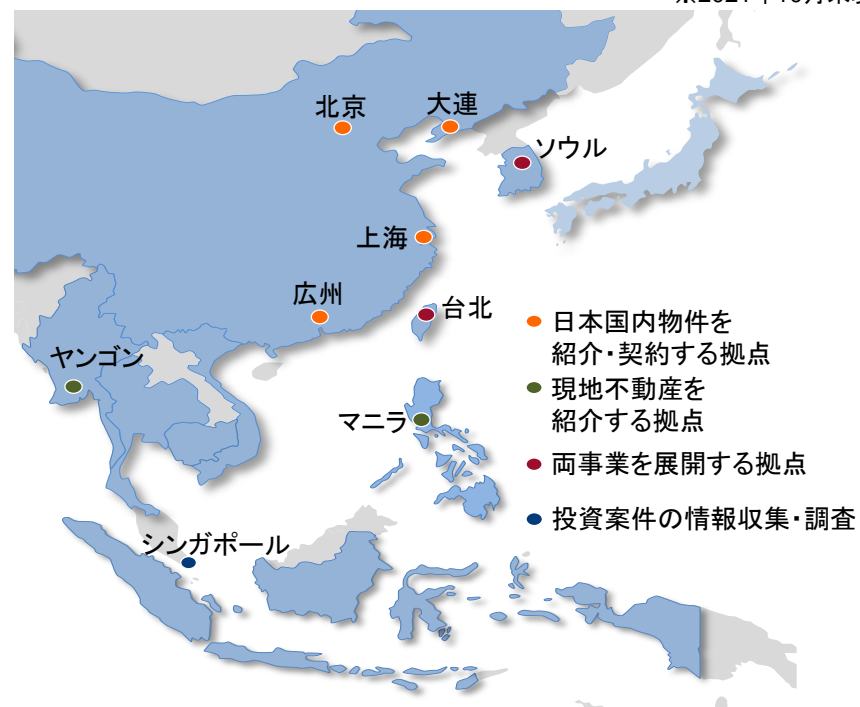 北京
大連
ソウル
上海
広州
台北
ヤンゴン
マニラ
シンガポール
日本国内物件を
紹介・契約する拠点
現地不動産を
紹介する拠点
両事業を展開する拠点
投資案件の情報収集・調査